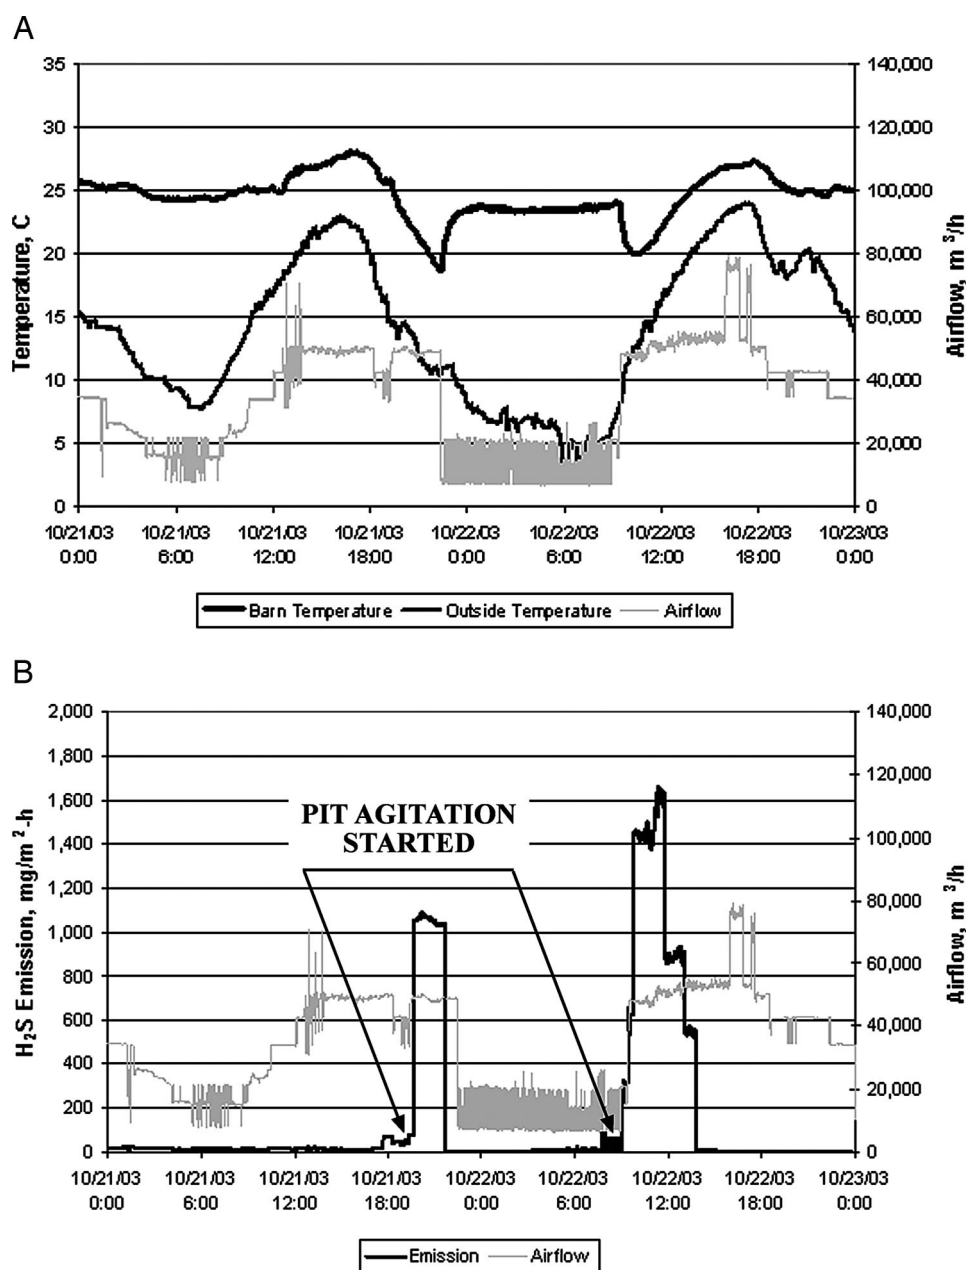 A
35
30
25
20
15
10
5
0
Temperature, C
140,000
120,000
100,000
80,000
60,000
40,000
20,000
0
Airflow, m³/h
10/21/03 10/21/03 10/21/03 10/21/03 10/22/03 10/22/03 10/22/03 10/22/03 10/23/03
0:00 6:00 12:00 18:00 0:00 6:00 12:00 18:00 0:00
Barn Temperature Outside Temperature Airflow
B
2,000
1,800
1,600
1,400
1,200
1,000
800
600
400
200
0
H₂S Emission, mg/m²-h
PIT AGITATION
STARTED
140,000
120,000
100,000
80,000
60,000
40,000
20,000
0
Airflow, m³/h
10/21/03 10/21/03 10/21/03 10/21/03 10/22/03 10/22/03 10/22/03 10/22/03 10/23/03
0:00 6:00 12:00 18:00 0:00 6:00 12:00 18:00 0:00
Emission Airflow